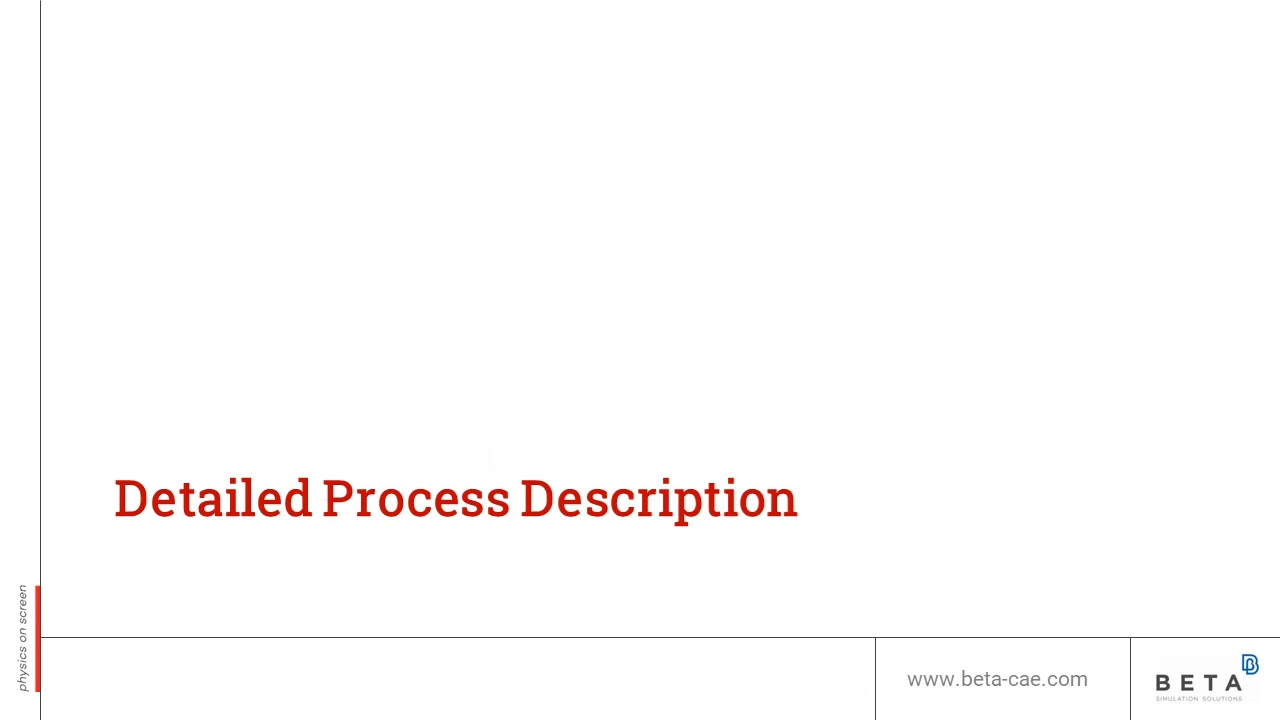 Detailed Process Description
physics on screen
www.beta-cae.com
BETA
SIMULATION SOLUTIONS